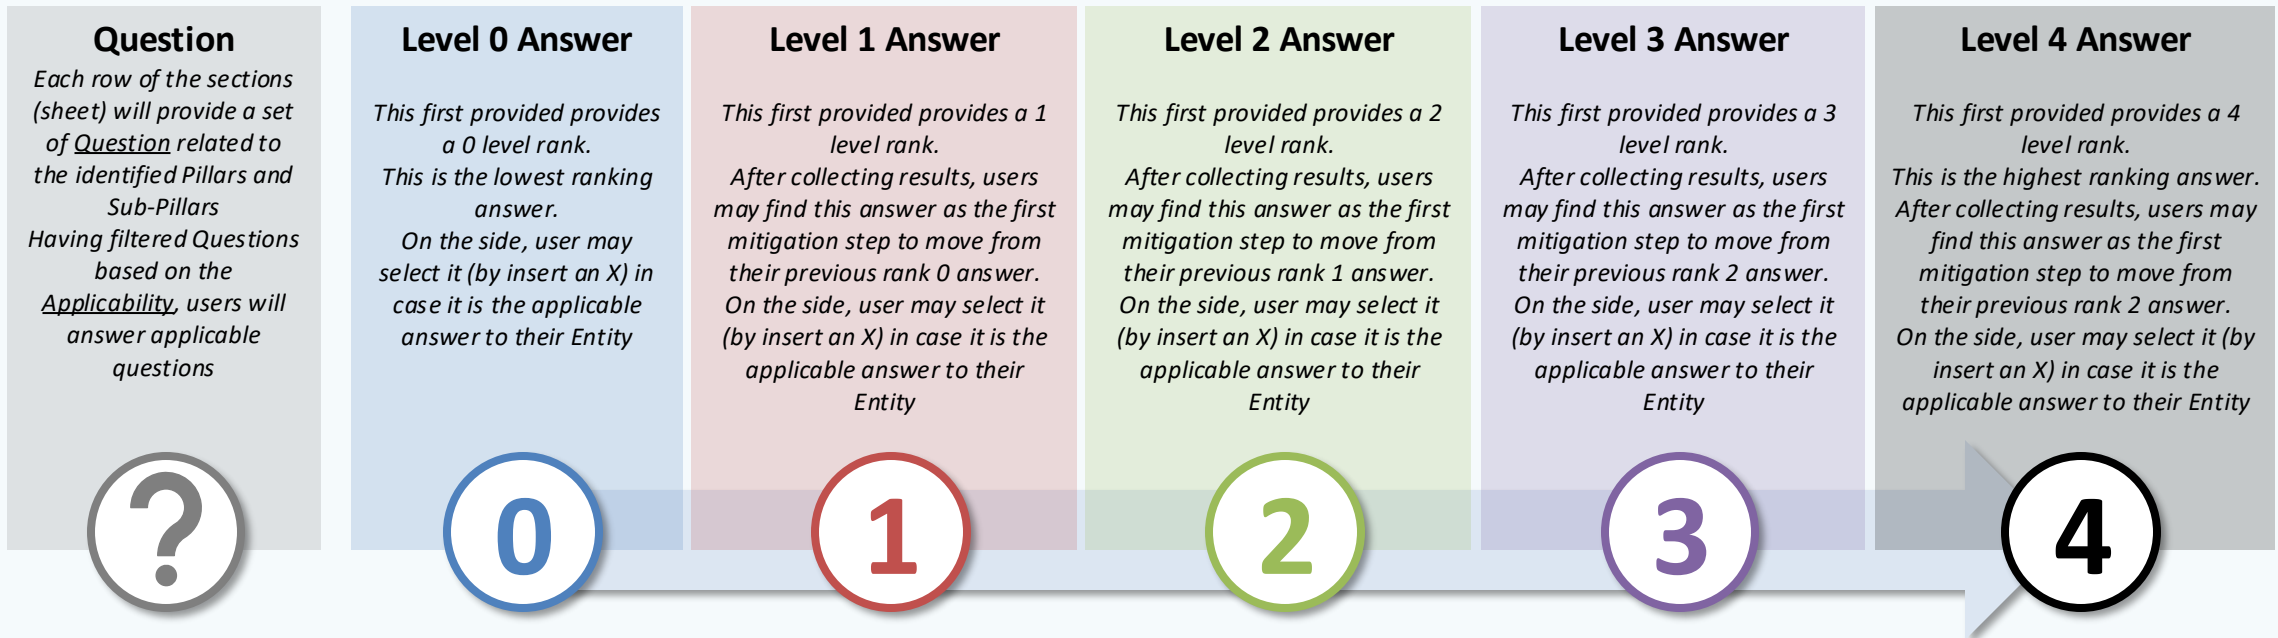 Question
Each row of the sections
(sheet) will provide a set
of Question related to
the identified Pillars and
Sub-Pillars
Having filtered Questions
based on the
Applicability, users will
answer applicable
questions
?
Level 0 Answer
This first provided provides
a 0 level rank.
This is the lowest ranking
answer.
On the side, user may
select it (by insert an X) in
case it is the applicable
answer to their Entity
0
Level 1 Answer
This first provided provides a 1
level rank.
After collecting results, users
may find this answer as the first
mitigation step to move from
their previous rank 0 answer.
On the side, user may select it
(by insert an X) in case it is the
applicable answer to their
Entity
1
Level 2 Answer
This first provided provides a 2
level rank.
After collecting results, users
may find this answer as the first
mitigation step to move from
their previous rank 1 answer.
On the side, user may select it
(by insert an X) in case it is the
applicable answer to their
Entity
2
Level 3 Answer
This first provided provides a 3
level rank.
After collecting results, users
may find this answer as the first
mitigation step to move from
their previous rank 2 answer.
On the side, user may select it
(by insert an X) in case it is the
applicable answer to their
Entity
3
Level 4 Answer
This first provided provides a 4
level rank.
This is the highest ranking answer.
After collecting results, users may
find this answer as the first
mitigation step to move from
their previous rank 2 answer.
On the side, user may select it (by
insert an X) in case it is the
applicable answer to their Entity
4